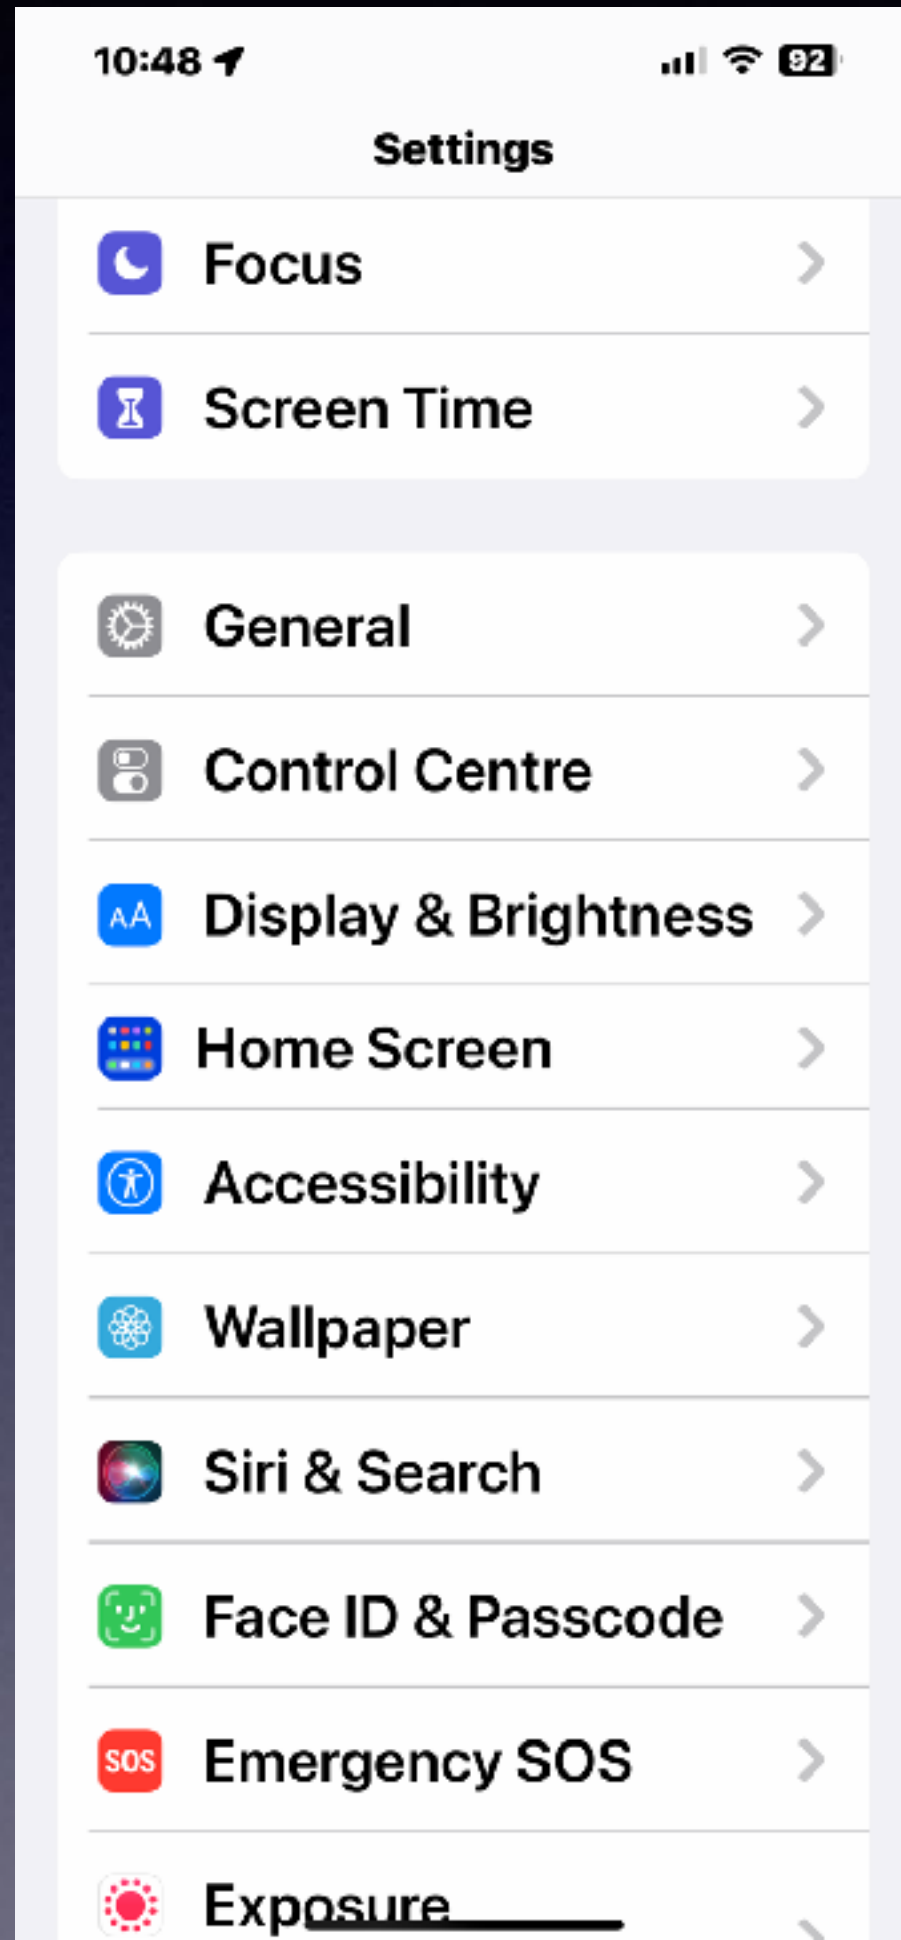 10:48
92
Settings
Focus
Screen Time
General
Control Centre
AA Display & Brightness
Home Screen
Accessibility
Wallpaper
Siri & Search
Face ID & Passcode
SOS Emergency SOS
Exposure